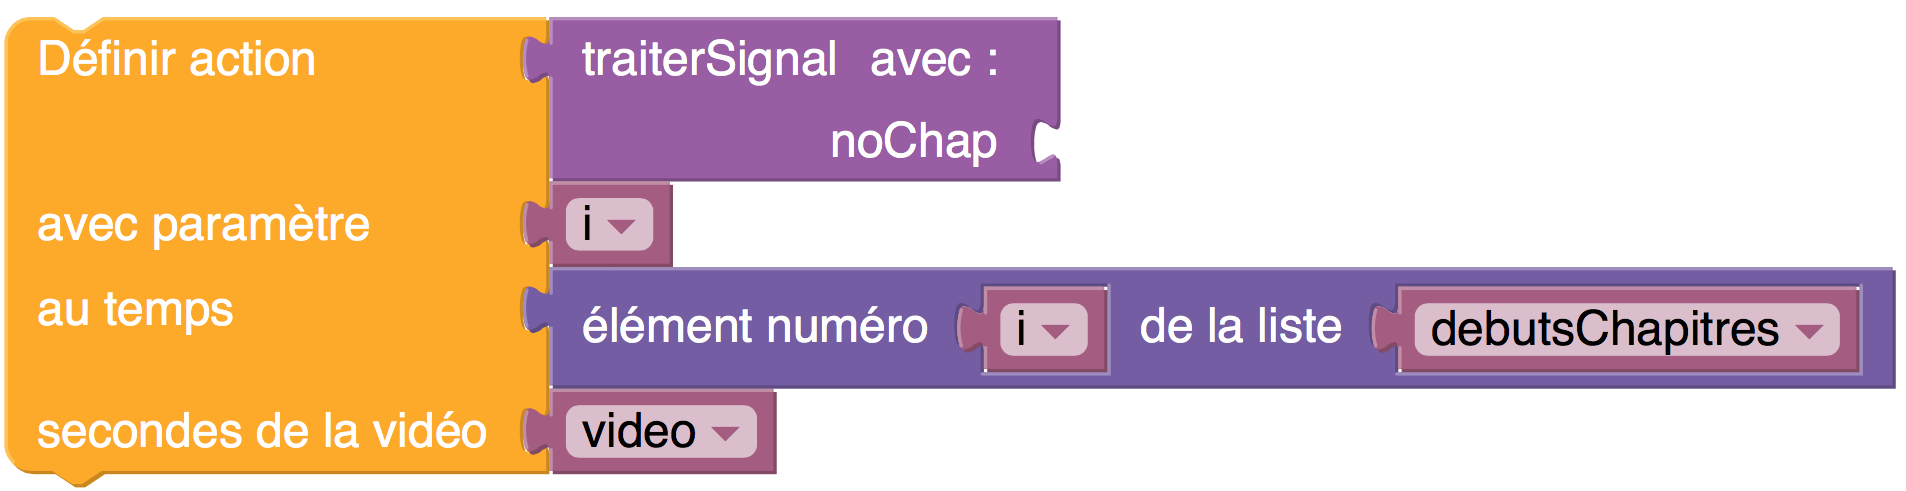 Définir action traiterSignal avec :
noChap
avec paramètre i
au temps élément numéro i de la liste debutsChapitres
secondes de la vidéo video